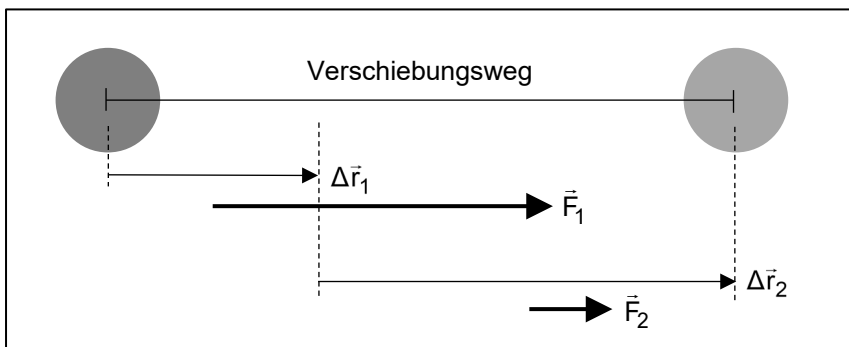 Verschiebungsweg
Δr⃗₁
F⃗₁
Δr⃗₂
F⃗₂